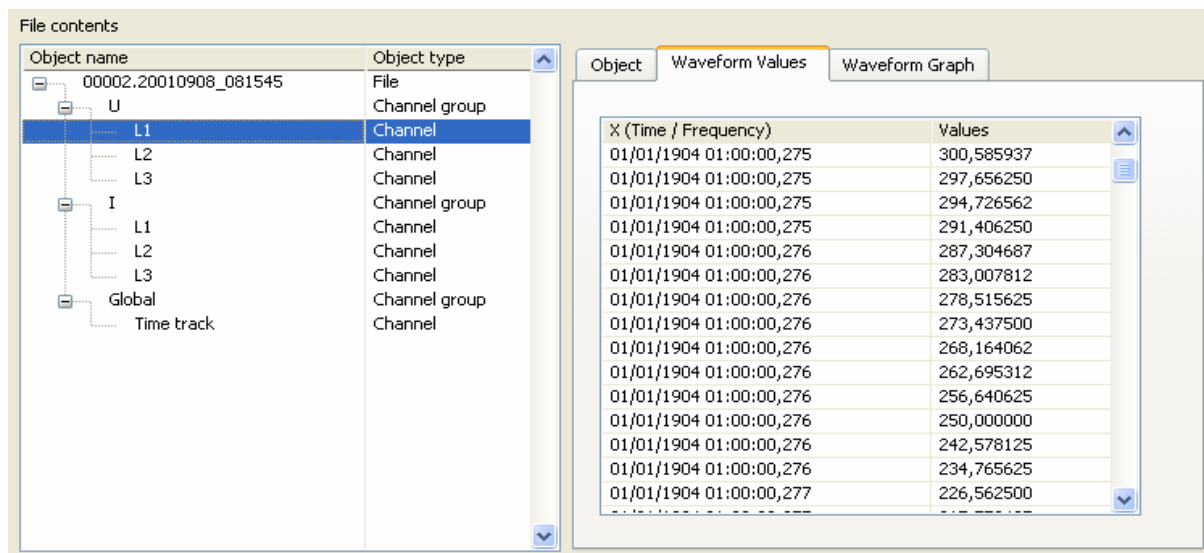 File contents
Object name Object type
00002.20010908_081545 File
U Channel group
L1 Channel
L2 Channel
L3 Channel
I Channel group
L1 Channel
L2 Channel
L3 Channel
Global Channel group
Time track Channel
Object Waveform Values Waveform Graph
X (Time / Frequency) Values
01/01/1904 01:00:00,275 300,585937
01/01/1904 01:00:00,275 297,656250
01/01/1904 01:00:00,275 294,726562
01/01/1904 01:00:00,275 291,406250
01/01/1904 01:00:00,276 287,304687
01/01/1904 01:00:00,276 283,007812
01/01/1904 01:00:00,276 278,515625
01/01/1904 01:00:00,276 273,437500
01/01/1904 01:00:00,276 268,164062
01/01/1904 01:00:00,276 262,695312
01/01/1904 01:00:00,276 256,640625
01/01/1904 01:00:00,276 250,000000
01/01/1904 01:00:00,276 242,578125
01/01/1904 01:00:00,276 234,765625
01/01/1904 01:00:00,277 226,562500